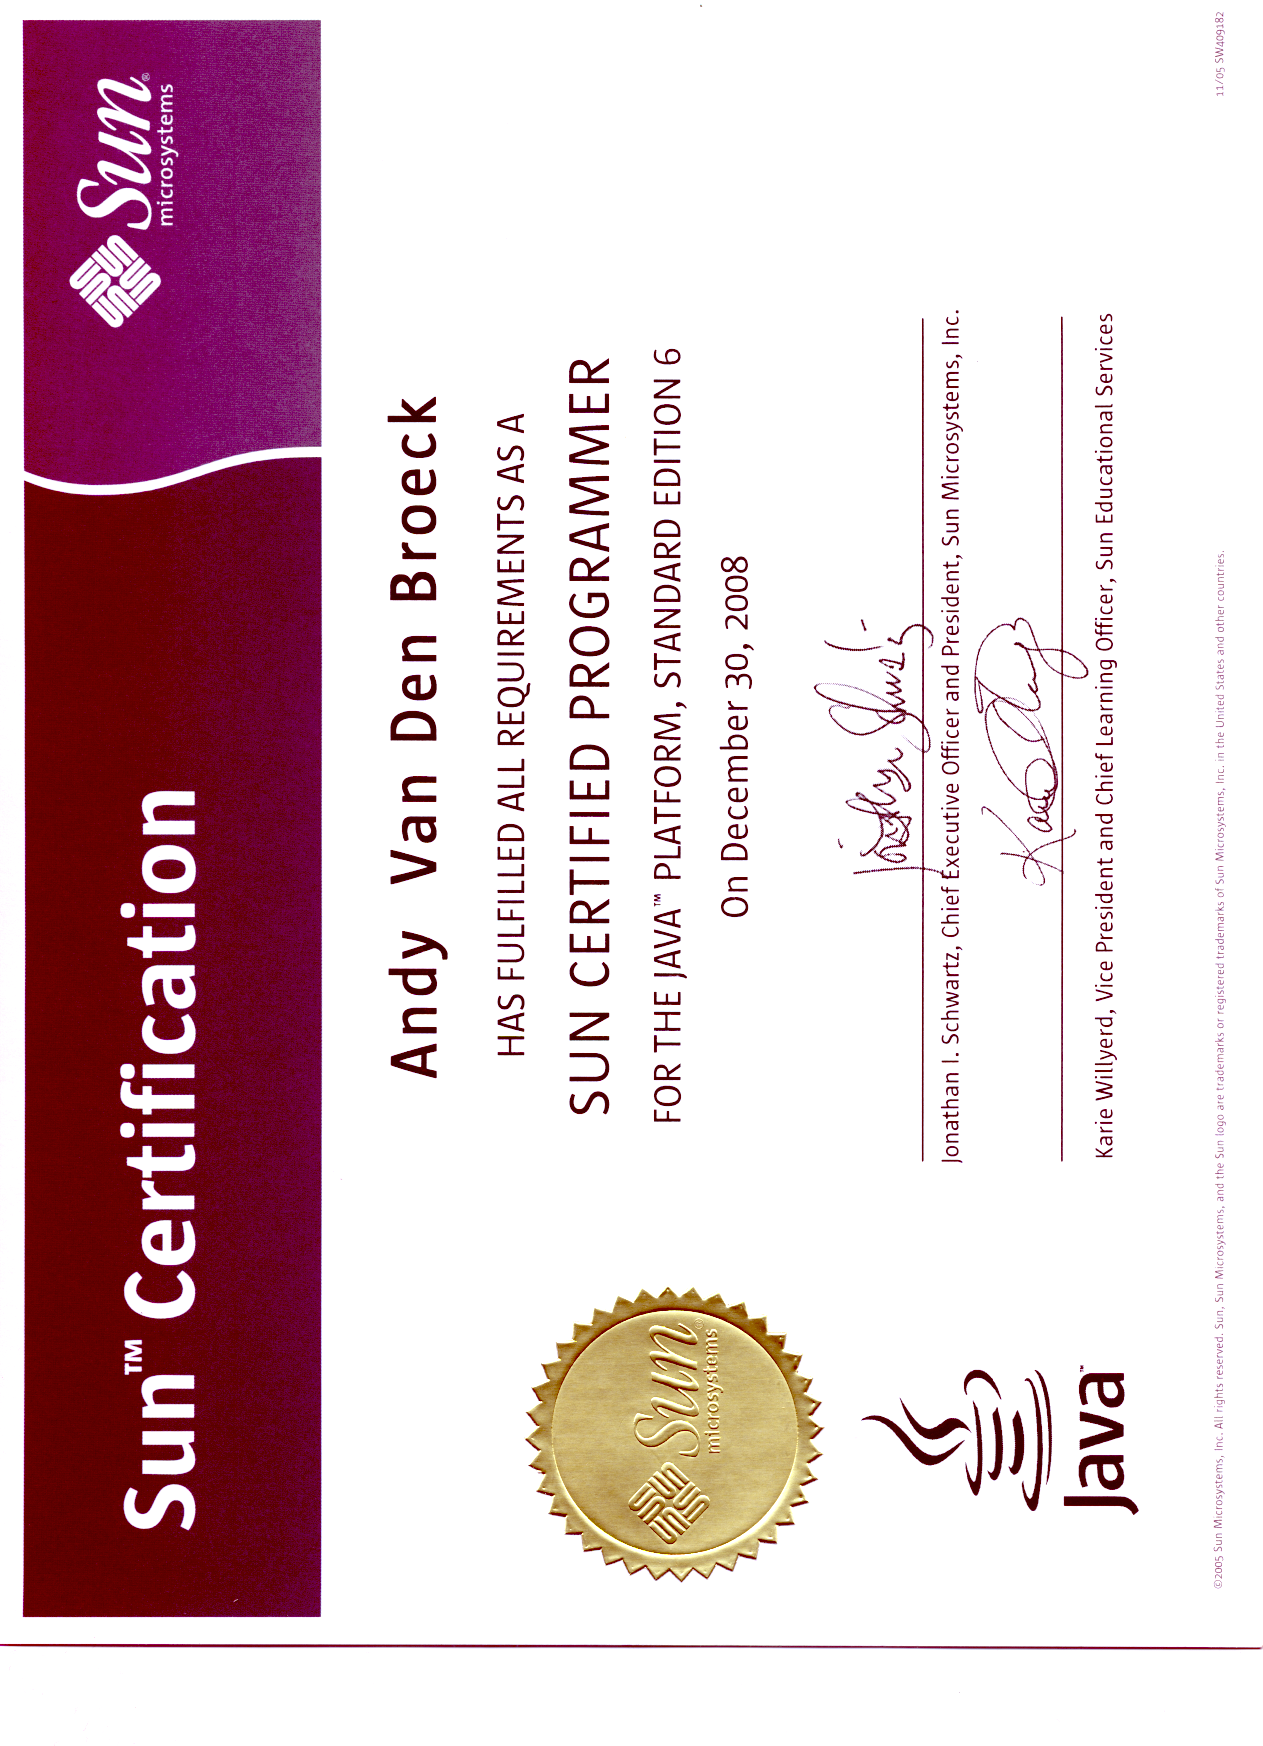 Sun™ Certification
Sun®
microsystems
Andy Van Den Broeck
HAS FULFILLED ALL REQUIREMENTS AS A
SUN CERTIFIED PROGRAMMER
FOR THE JAVA™ PLATFORM, STANDARD EDITION 6
On December 30, 2008
Jonathan I. Schwartz, Chief Executive Officer and President, Sun Microsystems, Inc.
Karie Willyerd, Vice President and Chief Learning Officer, Sun Educational Services
Sun®
microsystems
Java™
©2005 Sun Microsystems, Inc. All rights reserved. Sun, Sun Microsystems, and the Sun logo are trademarks or registered trademarks of Sun Microsystems, Inc. in the United States and other countries.
11/05 SW409182